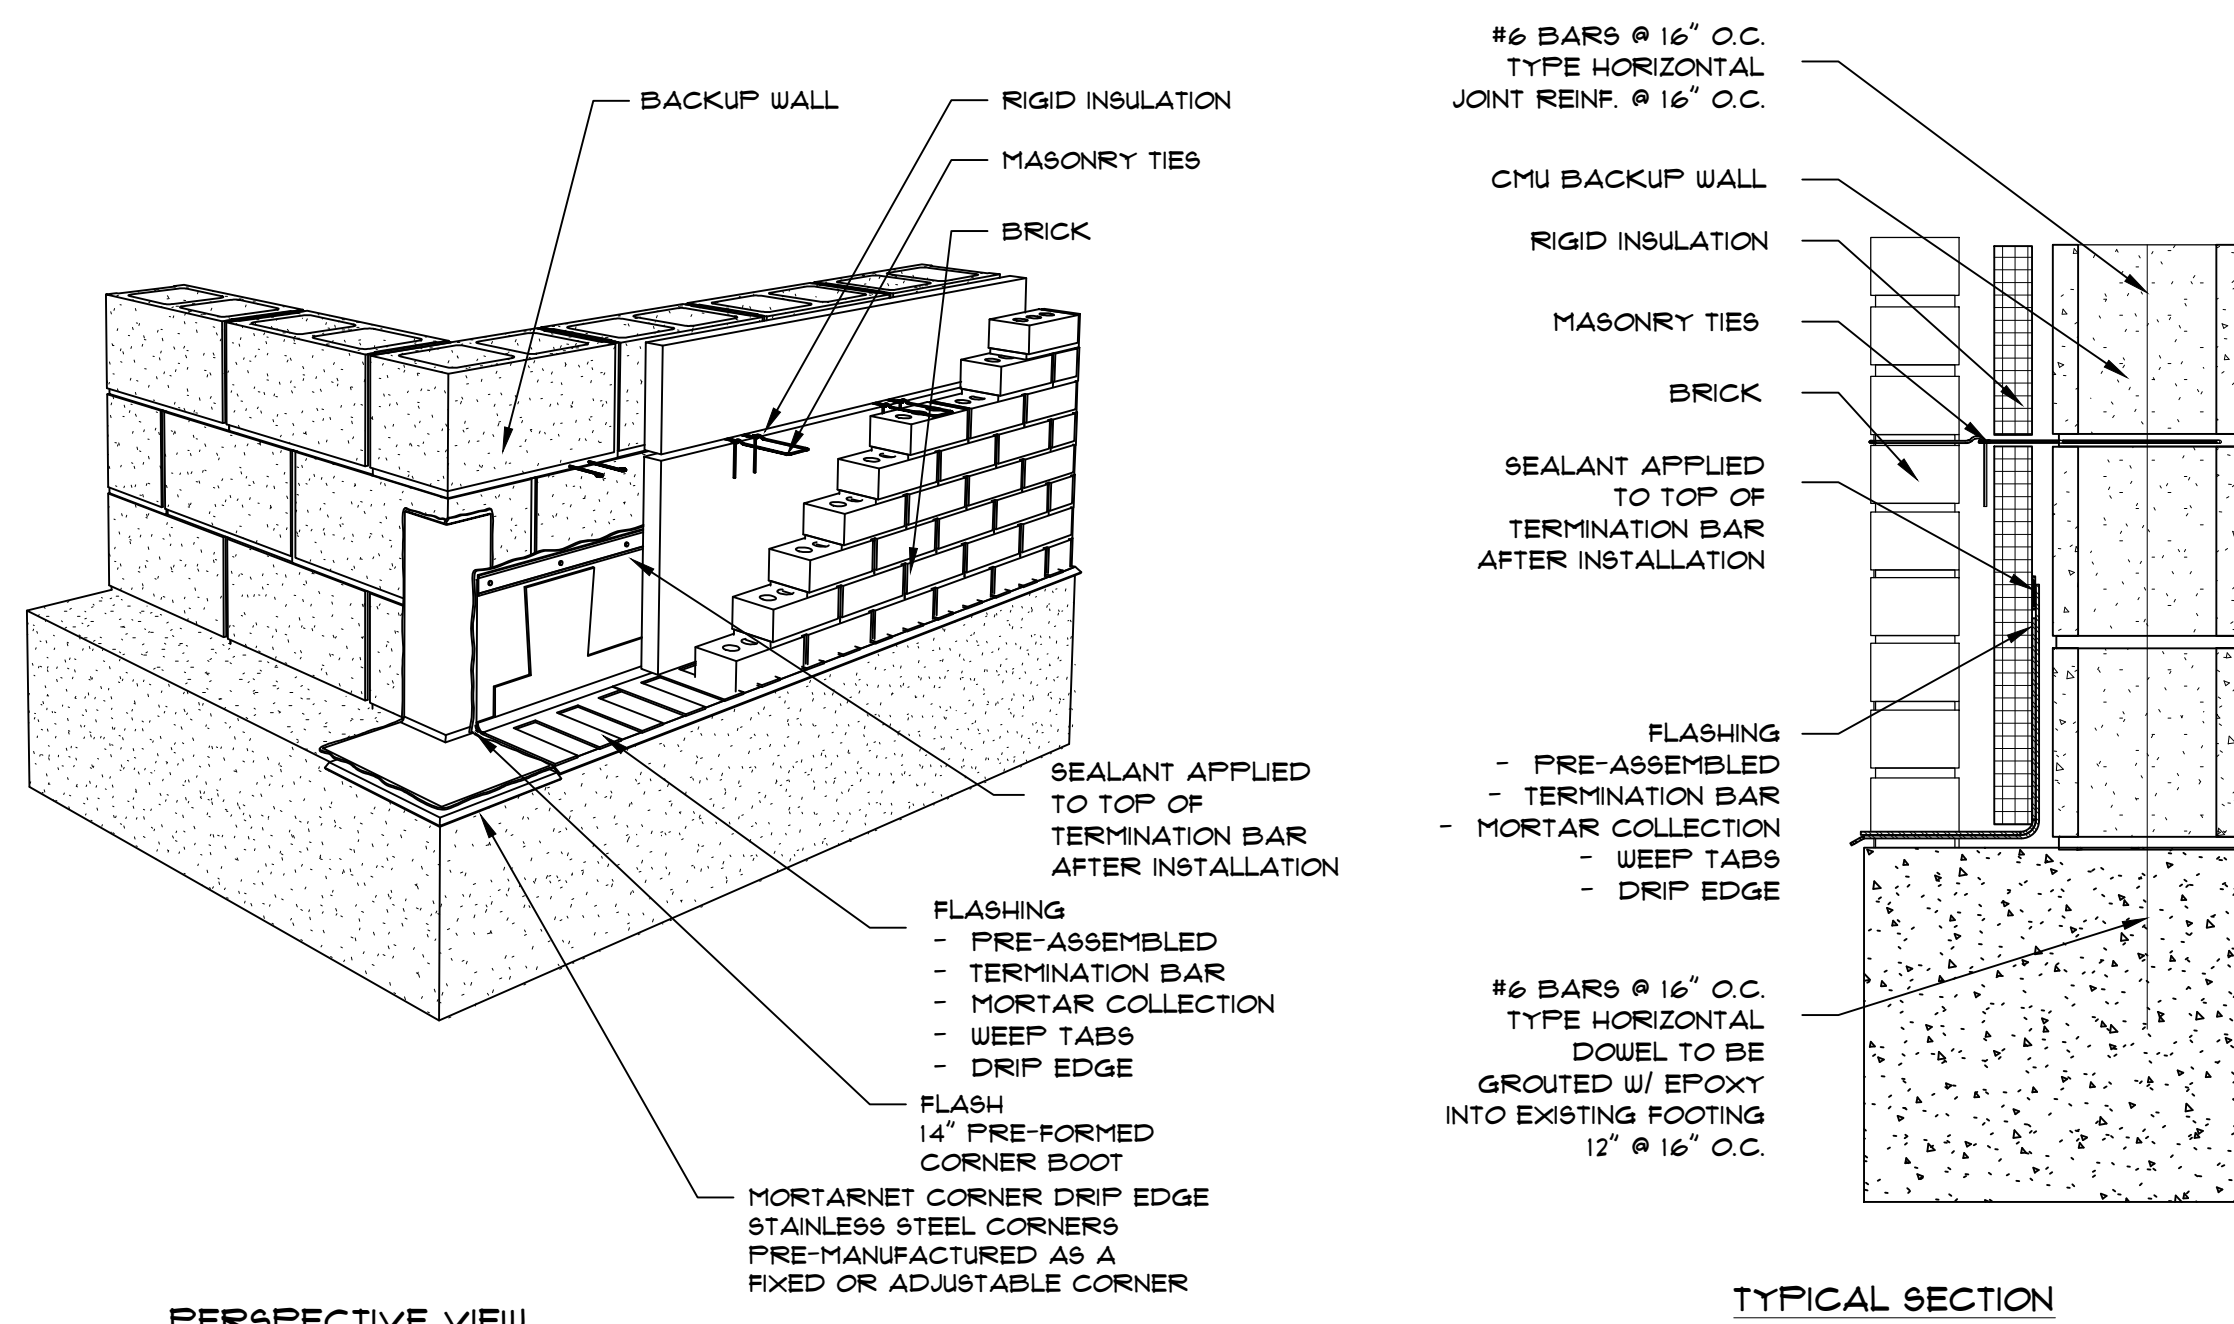 BACKUP WALL
RIGID INSULATION
MASONRY TIES
BRICK
SEALANT APPLIED
TO TOP OF
TERMINATION BAR
AFTER INSTALLATION
FLASHING
- PRE-ASSEMBLED
- TERMINATION BAR
- MORTAR COLLECTION
- WEEP TABS
- DRIP EDGE
FLASH
14" PRE-FORMED
CORNER BOOT
MORTARNET CORNER DRIP EDGE
STAINLESS STEEL CORNERS
PRE-MANUFACTURED AS A
FIXED OR ADJUSTABLE CORNER
PERSPECTIVE VIEW
#6 BARS @ 16" O.C.
TYPE HORIZONTAL
JOINT REINF. @ 16" O.C.
CMU BACKUP WALL
RIGID INSULATION
MASONRY TIES
BRICK
SEALANT APPLIED
TO TOP OF
TERMINATION BAR
AFTER INSTALLATION
FLASHING
- PRE-ASSEMBLED
- TERMINATION BAR
- MORTAR COLLECTION
- WEEP TABS
- DRIP EDGE
#6 BARS @ 16" O.C.
TYPE HORIZONTAL
DOWEL TO BE
GROUTED W/ EPOXY
INTO EXISTING FOOTING
12" @ 16" O.C.
TYPICAL SECTION